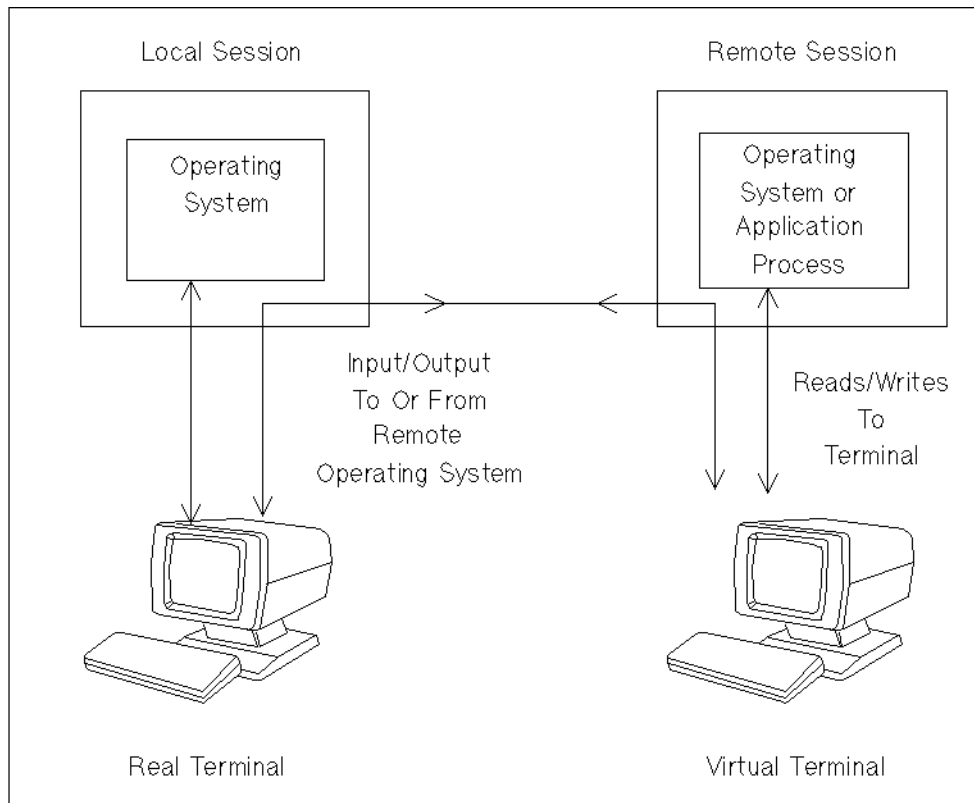 Local Session
Remote Session
Operating
System
Operating
System or
Application
Process
Input/Output
To Or From
Remote
Operating System
Reads/Writes
To
Terminal
Real Terminal
Virtual Terminal